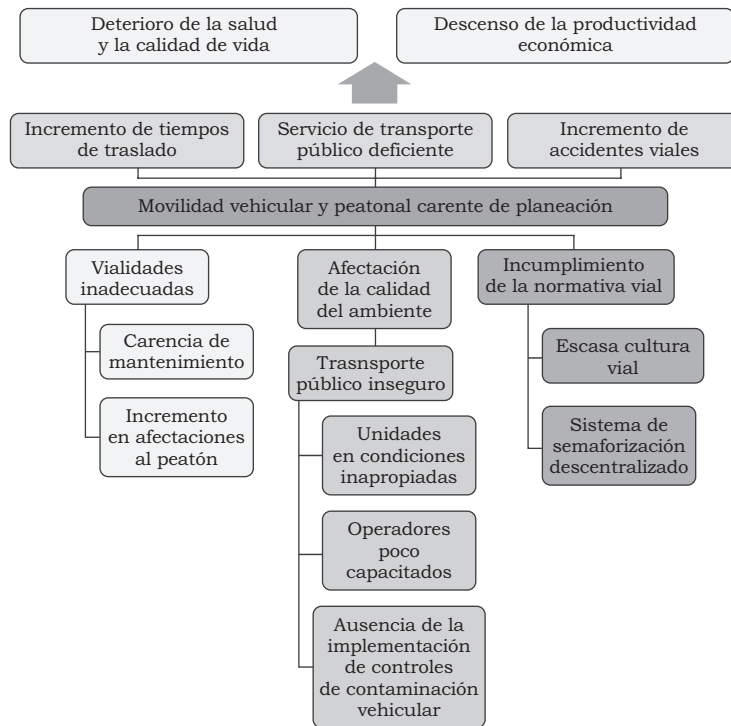 Deterioro de la salud
y la calidad de vida
Descenso de la productividad
económica
Incremento de tiempos
de traslado
Servicio de transporte
público deficiente
Incremento de
accidentes viales
Movilidad vehicular y peatonal carente de planeación
Vialidades
inadecuadas
Carencia de
mantenimiento
Incremento
en afectaciones
al peatón
Afectación
de la calidad
del ambiente
Trasnsporte
público inseguro
Unidades
en condiciones
inapropiadas
Operadores
poco
capacitados
Ausencia de la
implementación
de controles
de contaminación
vehicular
Incumplimiento
de la normativa vial
Escasa cultura
vial
Sistema de
semaforización
descentralizado